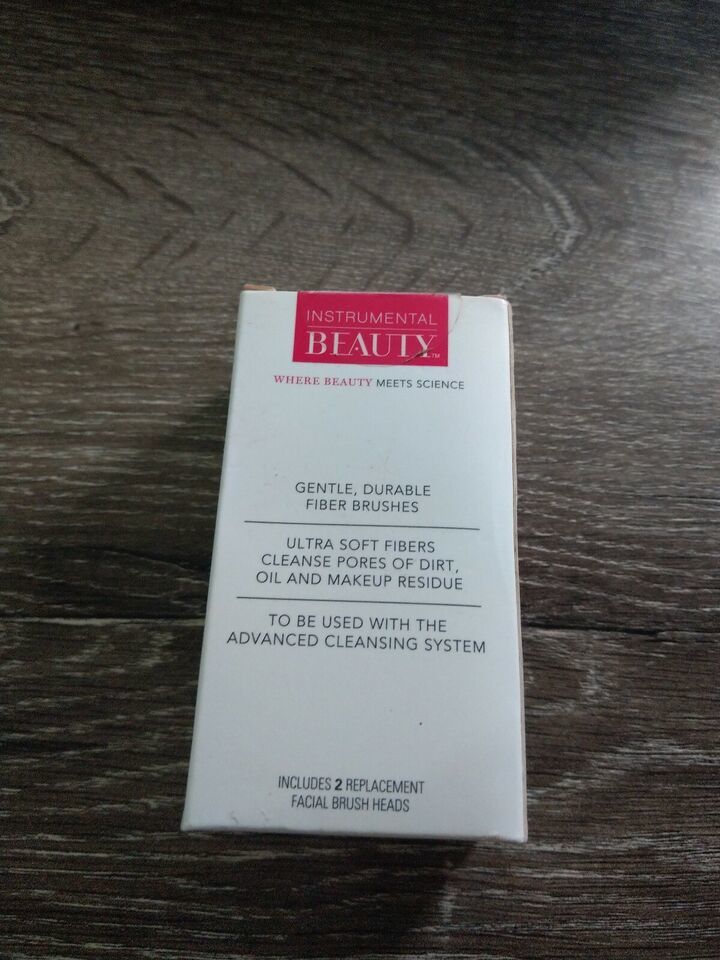 INSTRUMENTAL
BEAUTY™
WHERE BEAUTY MEETS SCIENCE
GENTLE, DURABLE
FIBER BRUSHES
ULTRA SOFT FIBERS
CLEANSE PORES OF DIRT,
OIL AND MAKEUP RESIDUE
TO BE USED WITH THE
ADVANCED CLEANSING SYSTEM
INCLUDES 2 REPLACEMENT
FACIAL BRUSH HEADS